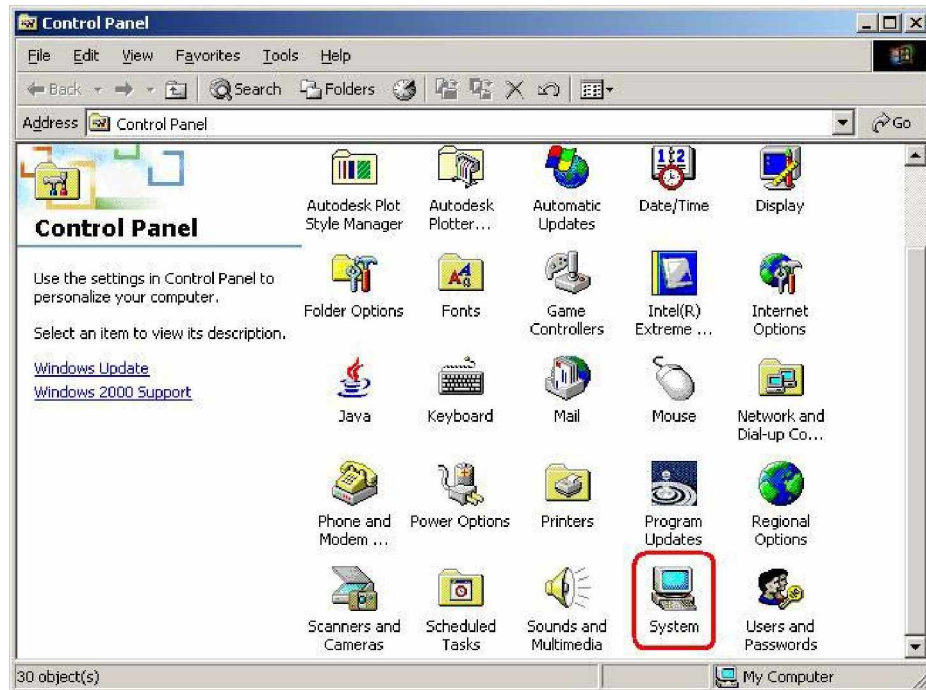 Control Panel
File Edit View Favorites Tools Help
Back Search Folders
Address Control Panel Go
Control Panel
Use the settings in Control Panel to
personalize your computer.
Select an item to view its description.
Windows Update
Windows 2000 Support
Autodesk Plot
Style Manager
Autodesk
Plotter...
Automatic
Updates
Date/Time
Display
Folder Options
Fonts
Game
Controllers
Intel(R)
Extreme ...
Internet
Options
Java
Keyboard
Mail
Mouse
Network and
Dial-up Co...
Phone and
Modem ...
Power Options
Printers
Program
Updates
Regional
Options
Scanners and
Cameras
Scheduled
Tasks
Sounds and
Multimedia
System
Users and
Passwords
30 object(s)
My Computer